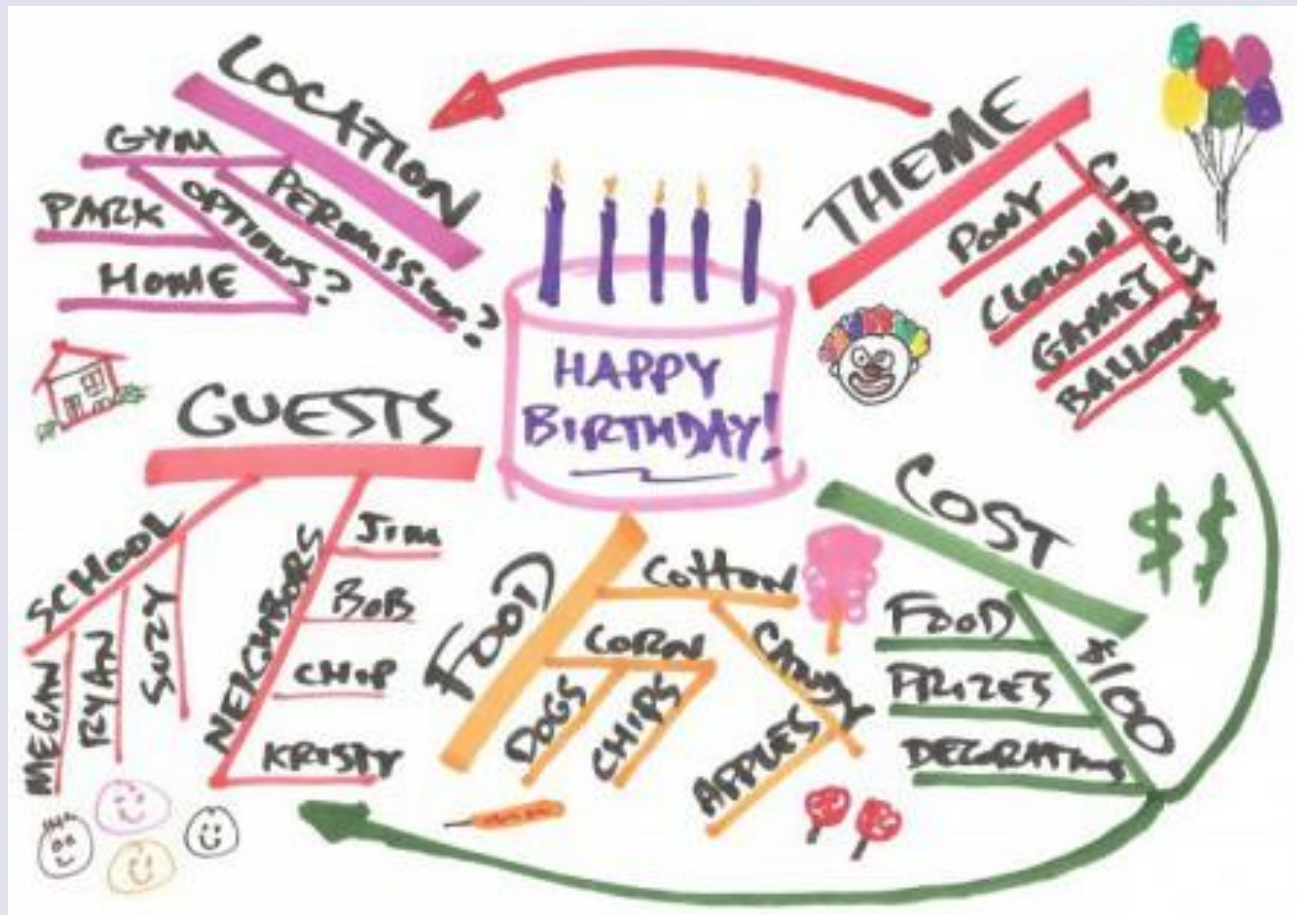 LOCATION
GYM
PARK
HOME
OPTIONS?
PERMISSION?
THEME
CIRCUS
PONY
CLOWN
GAMES
BALLOONS
HAPPY
BIRTHDAY!
GUESTS
SCHOOL
MEGAN
RYAN
SUZY
NEIGHBORS
JIM
BOB
CHIP
KRISTY
FOOD
COTTON
CANDY
APPLES
CORN
DOGS
CHIPS
COST
$$
$100
FOOD
PRIZES
DECORATIONS